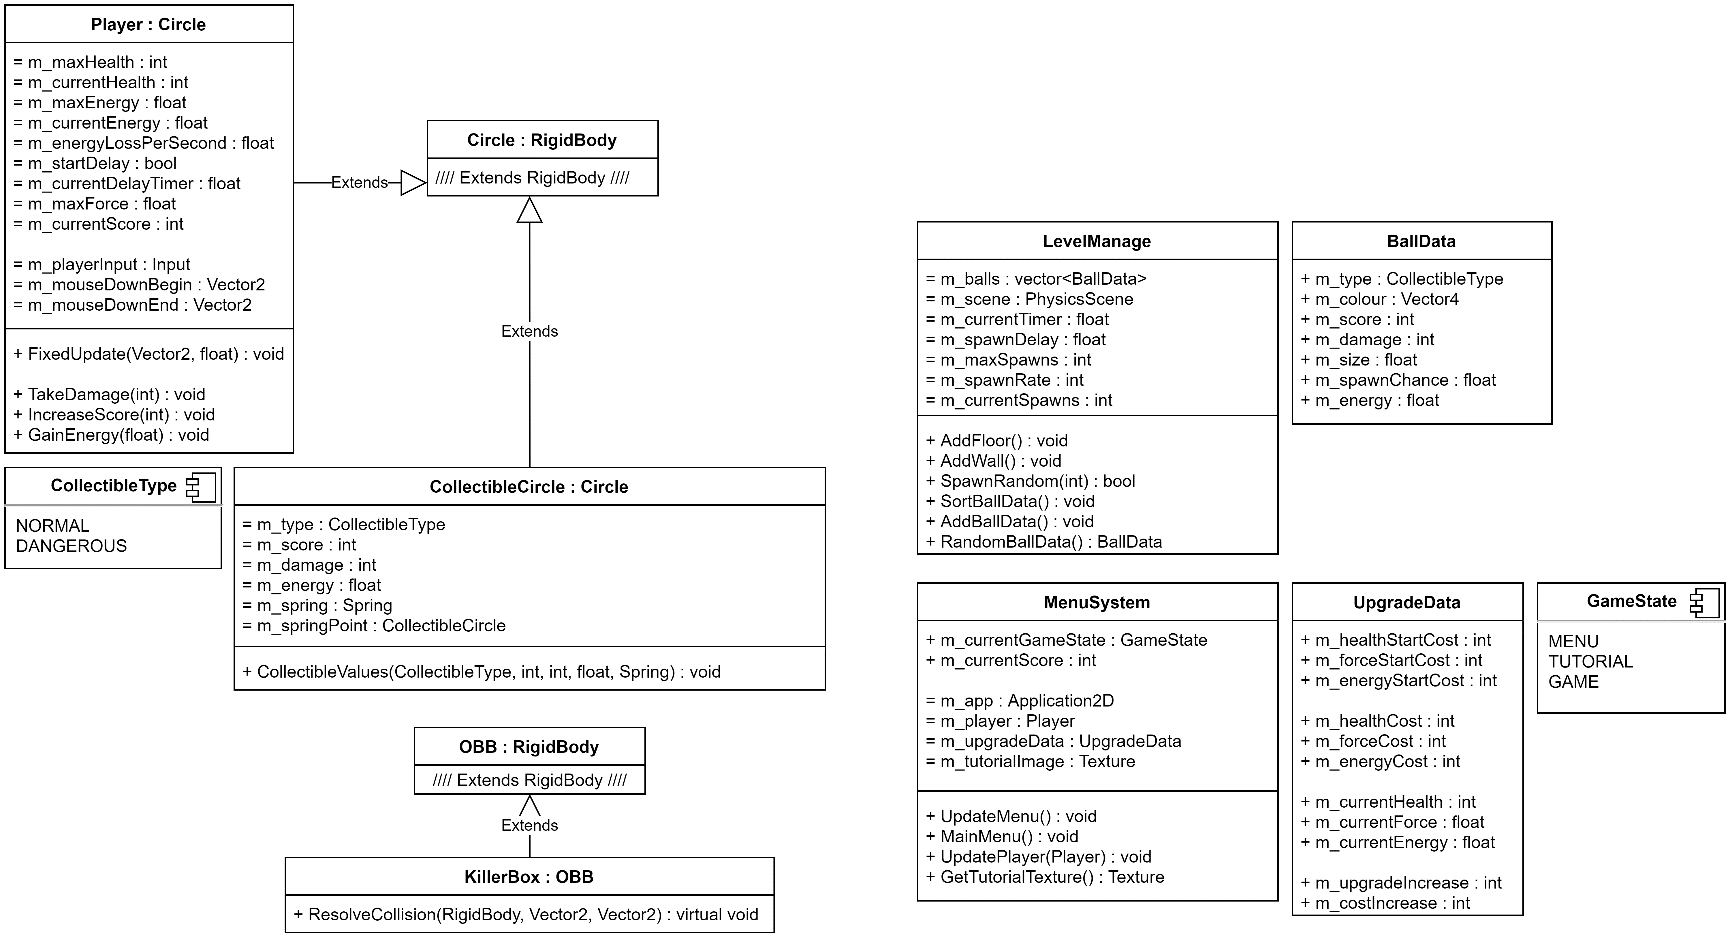 Player : Circle
= m_maxHealth : int
= m_currentHealth : int
= m_maxEnergy : float
= m_currentEnergy : float
= m_energyLossPerSecond : float
= m_startDelay : bool
= m_currentDelayTimer : float
= m_maxForce : float
= m_currentScore : int
= m_playerInput : Input
= m_mouseDownBegin : Vector2
= m_mouseDownEnd : Vector2
+ FixedUpdate(Vector2, float) : void
+ TakeDamage(int) : void
+ IncreaseScore(int) : void
+ GainEnergy(float) : void
Extends
Circle : RigidBody
//// Extends RigidBody ////
Extends
CollectibleType
NORMAL
DANGEROUS
CollectibleCircle : Circle
= m_type : CollectibleType
= m_score : int
= m_damage : int
= m_energy : float
= m_spring : Spring
= m_springPoint : CollectibleCircle
+ CollectibleValues(CollectibleType, int, int, float, Spring) : void
OBB : RigidBody
//// Extends RigidBody ////
Extends
KillerBox : OBB
+ ResolveCollision(RigidBody, Vector2, Vector2) : virtual void
LevelManage
= m_balls : vector<BallData>
= m_scene : PhysicsScene
= m_currentTimer : float
= m_spawnDelay : float
= m_maxSpawns : int
= m_spawnRate : int
= m_currentSpawns : int
+ AddFloor() : void
+ AddWall() : void
+ SpawnRandom(int) : bool
+ SortBallData() : void
+ AddBallData() : void
+ RandomBallData() : BallData
BallData
+ m_type : CollectibleType
+ m_colour : Vector4
+ m_score : int
+ m_damage : int
+ m_size : float
+ m_spawnChance : float
+ m_energy : float
MenuSystem
+ m_currentGameState : GameState
+ m_currentScore : int
= m_app : Application2D
= m_player : Player
= m_upgradeData : UpgradeData
= m_tutorialImage : Texture
+ UpdateMenu() : void
+ MainMenu() : void
+ UpdatePlayer(Player) : void
+ GetTutorialTexture() : Texture
UpgradeData
+ m_healthStartCost : int
+ m_forceStartCost : int
+ m_energyStartCost : int
+ m_healthCost : int
+ m_forceCost : int
+ m_energyCost : int
+ m_currentHealth : int
+ m_currentForce : float
+ m_currentEnergy : float
+ m_upgradeIncrease : int
+ m_costIncrease : int
GameState
MENU
TUTORIAL
GAME